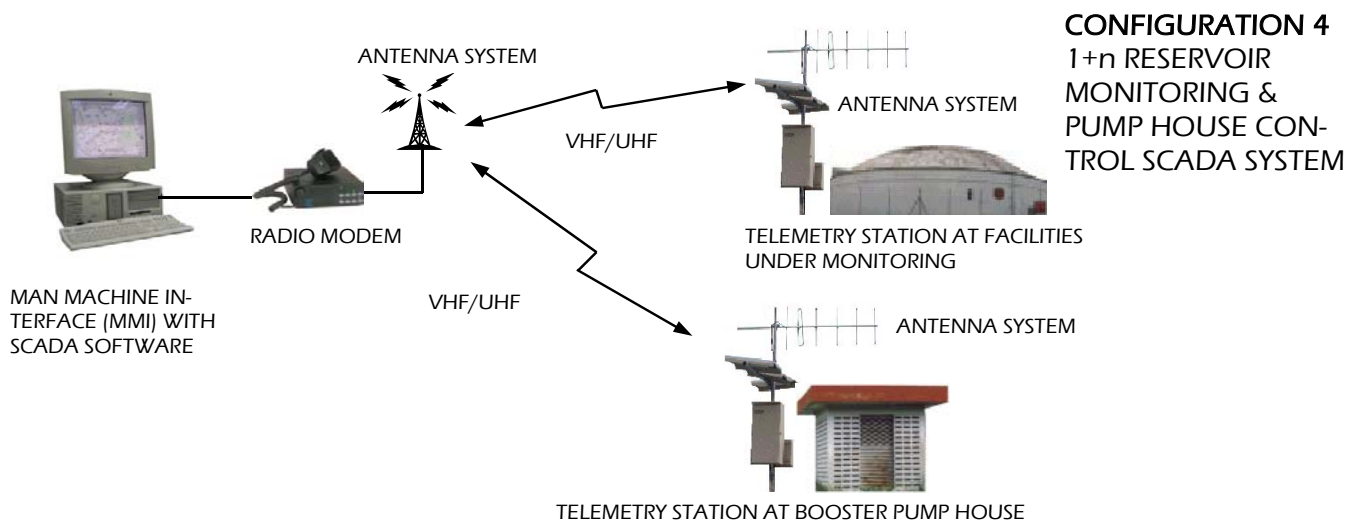 CONFIGURATION 4
1+n RESERVOIR
MONITORING &
PUMP HOUSE CON-
TROL SCADA SYSTEM
ANTENNA SYSTEM
VHF/UHF
ANTENNA SYSTEM
RADIO MODEM
TELEMETRY STATION AT FACILITIES
UNDER MONITORING
MAN MACHINE IN-
TERFACE (MMI) WITH
SCADA SOFTWARE
VHF/UHF
ANTENNA SYSTEM
TELEMETRY STATION AT BOOSTER PUMP HOUSE